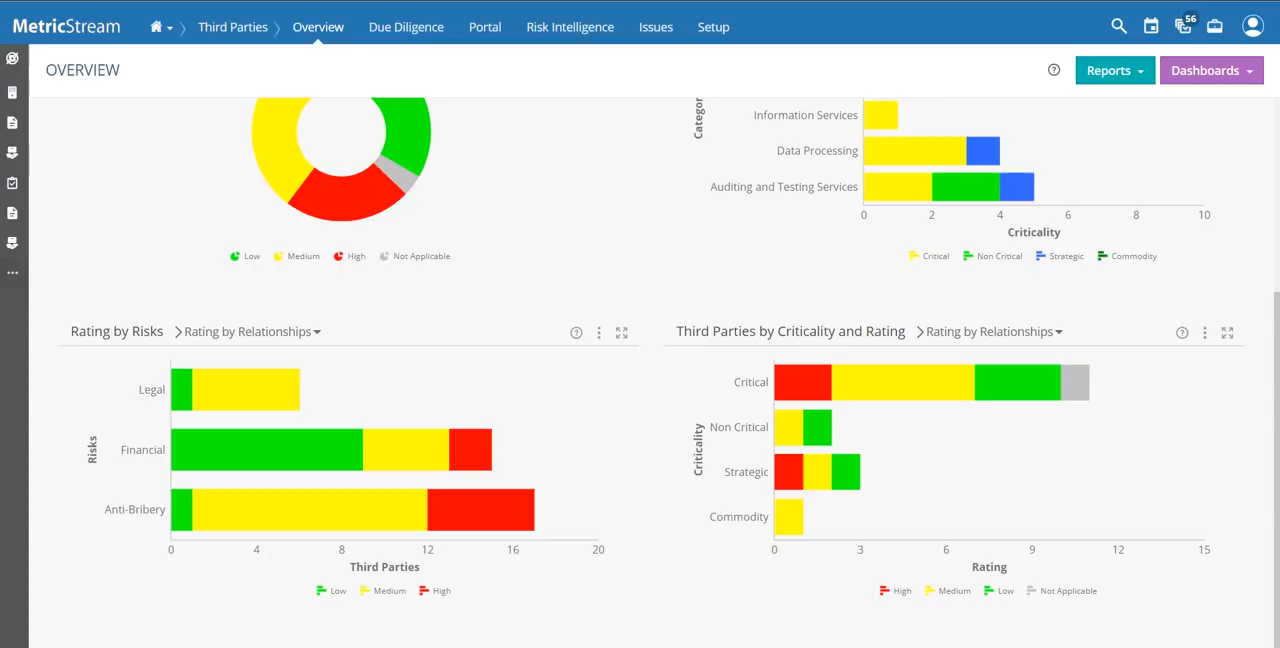 MetricStream Third Parties Overview Due Diligence Portal Risk Intelligence Issues Setup 56
OVERVIEW ? Reports Dashboards
Low Medium High Not Applicable
Categor
Information Services
Data Processing
Auditing and Testing Services
0 2 4 6 8 10
Criticality
Critical Non Critical Strategic Commodity
Rating by Risks Rating by Relationships ?
Risks
Legal
Financial
Anti-Bribery
0 4 8 12 16 20
Third Parties
Low Medium High
Third Parties by Criticality and Rating Rating by Relationships ?
Criticality
Critical
Non Critical
Strategic
Commodity
0 3 6 9 12 15
Rating
High Medium Low Not Applicable